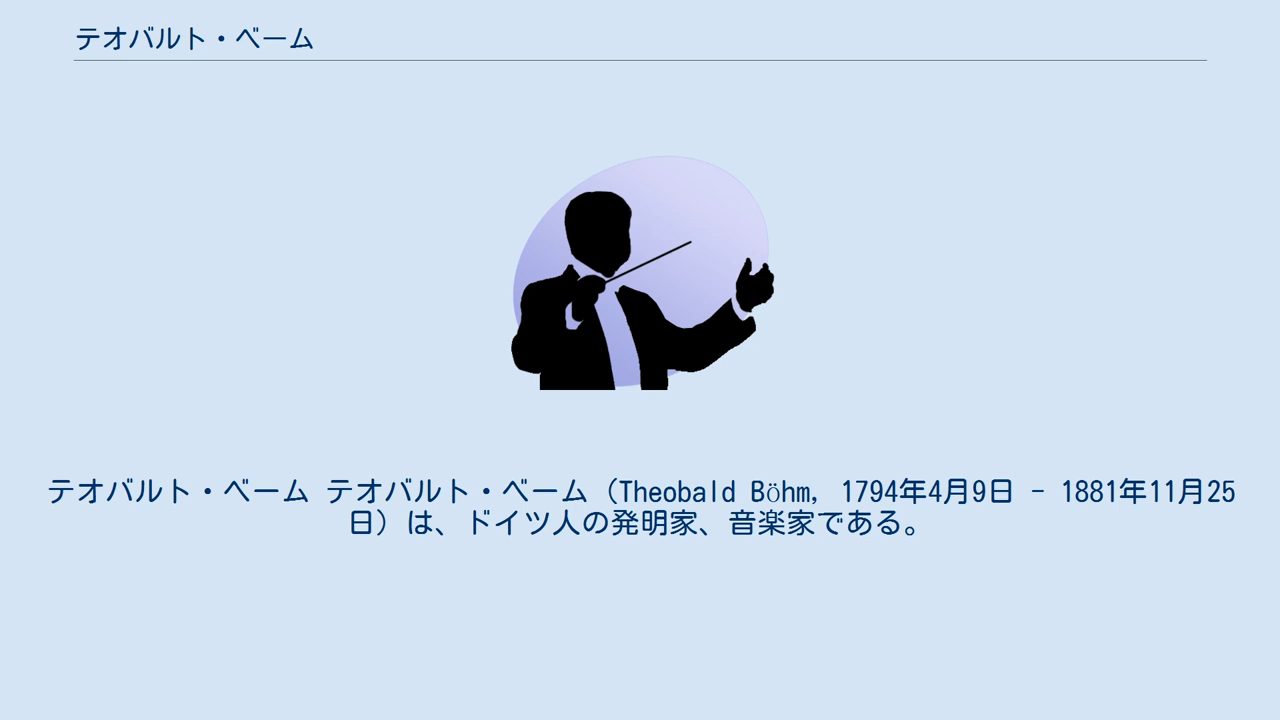 テオバルト・ベーム
テオバルト・ベーム テオバルト・ベーム（Theobald Böhm, 1794年4月9日 - 1881年11月25
日）は、ドイツ人の発明家、音楽家である。